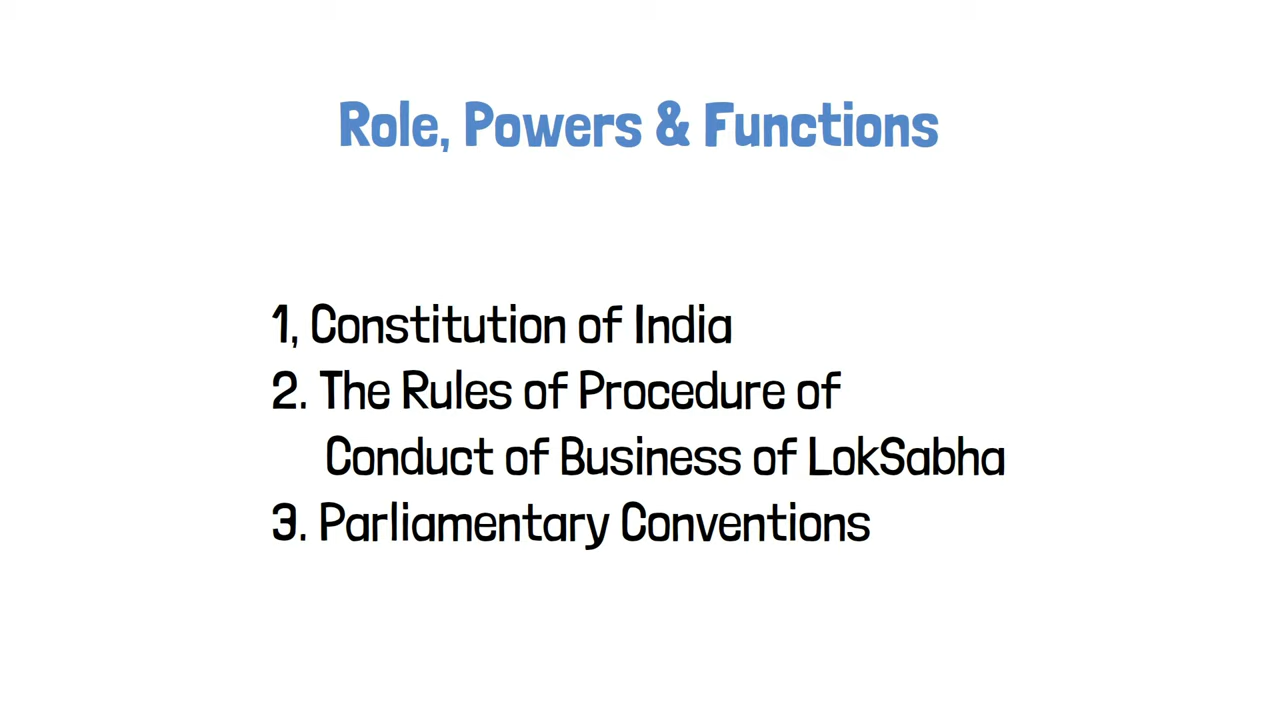 Role, Powers & Functions
1, Constitution of India
2. The Rules of Procedure of
Conduct of Business of LokSabha
3. Parliamentary Conventions